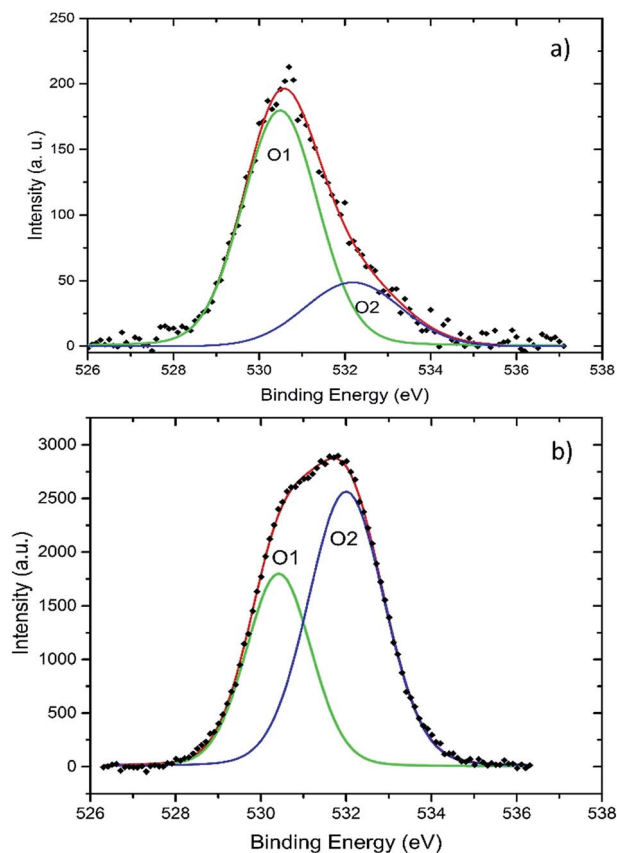 a)
250
200
150
100
50
0
Intensity (a. u.)
O1
O2
526 528 530 532 534 536 538
Binding Energy (eV)
b)
3000
2500
2000
1500
1000
500
0
Intensity (a.u.)
O1
O2
526 528 530 532 534 536 538
Binding Energy (eV)